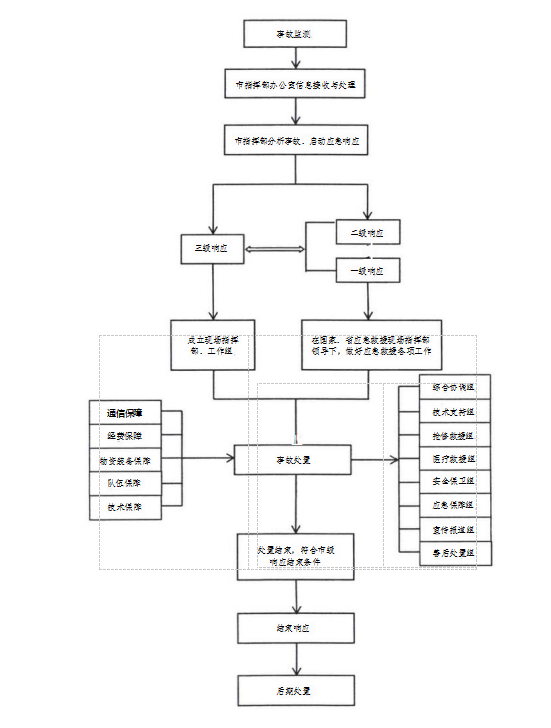 事故监测
市指挥部办公室信息接收与处理
市指挥部分析事故、启动应急响应
二级响应
三级响应
一级响应
成立现场指挥
部、工作组
在国家、省应急救援现场指挥部
领导下，做好应急救援各项工作
综合协调组
通信保障
技术支持组
经费保障
抢修救援组
物资装备保障
事故处置
医疗救援组
队伍保障
安全保卫组
技术保障
应急保障组
宣传报道组
处置结束，符合市级
响应结束条件
善后处置组
结束响应
后期处置